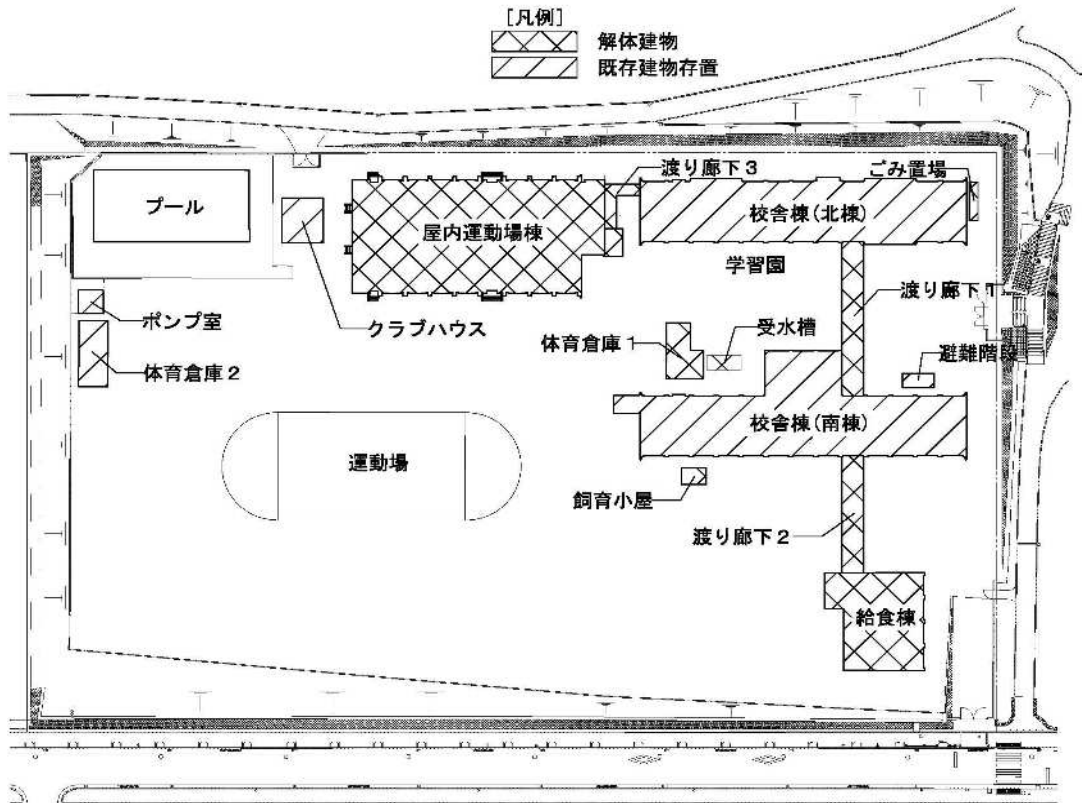 ［凡例］
解体建物
既存建物存置
渡り廊下３
ごみ置場
プール
屋内運動場棟
校舎棟(北棟)
学習園
渡り廊下１
ポンプ室
クラブハウス
体育倉庫１
受水槽
避難階段
体育倉庫２
校舎棟(南棟)
運動場
飼育小屋
渡り廊下２
給食棟